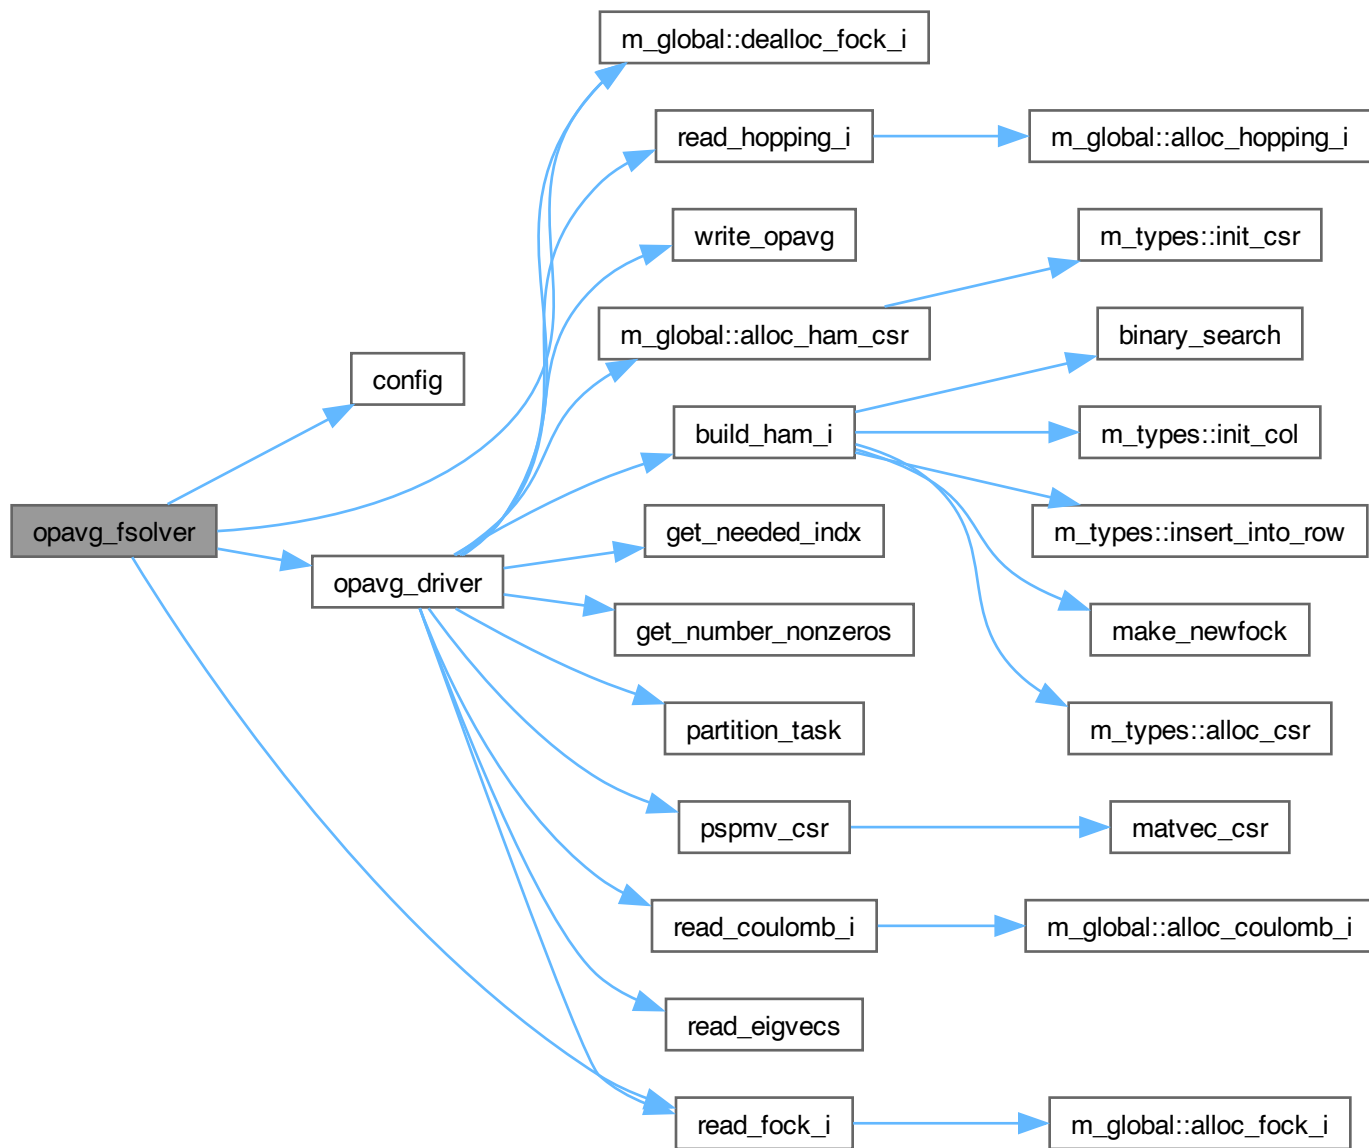 m_global::dealloc_fock_i
read_hopping_i
m_global::alloc_hopping_i
write_opavg
m_types::init_csr
m_global::alloc_ham_csr
binary_search
config
build_ham_i
m_types::init_col
opavg_fsolver
get_needed_indx
m_types::insert_into_row
opavg_driver
get_number_nonzeros
make_newfock
partition_task
m_types::alloc_csr
pspmv_csr
matvec_csr
read_coulomb_i
m_global::alloc_coulomb_i
read_eigvecs
read_fock_i
m_global::alloc_fock_i